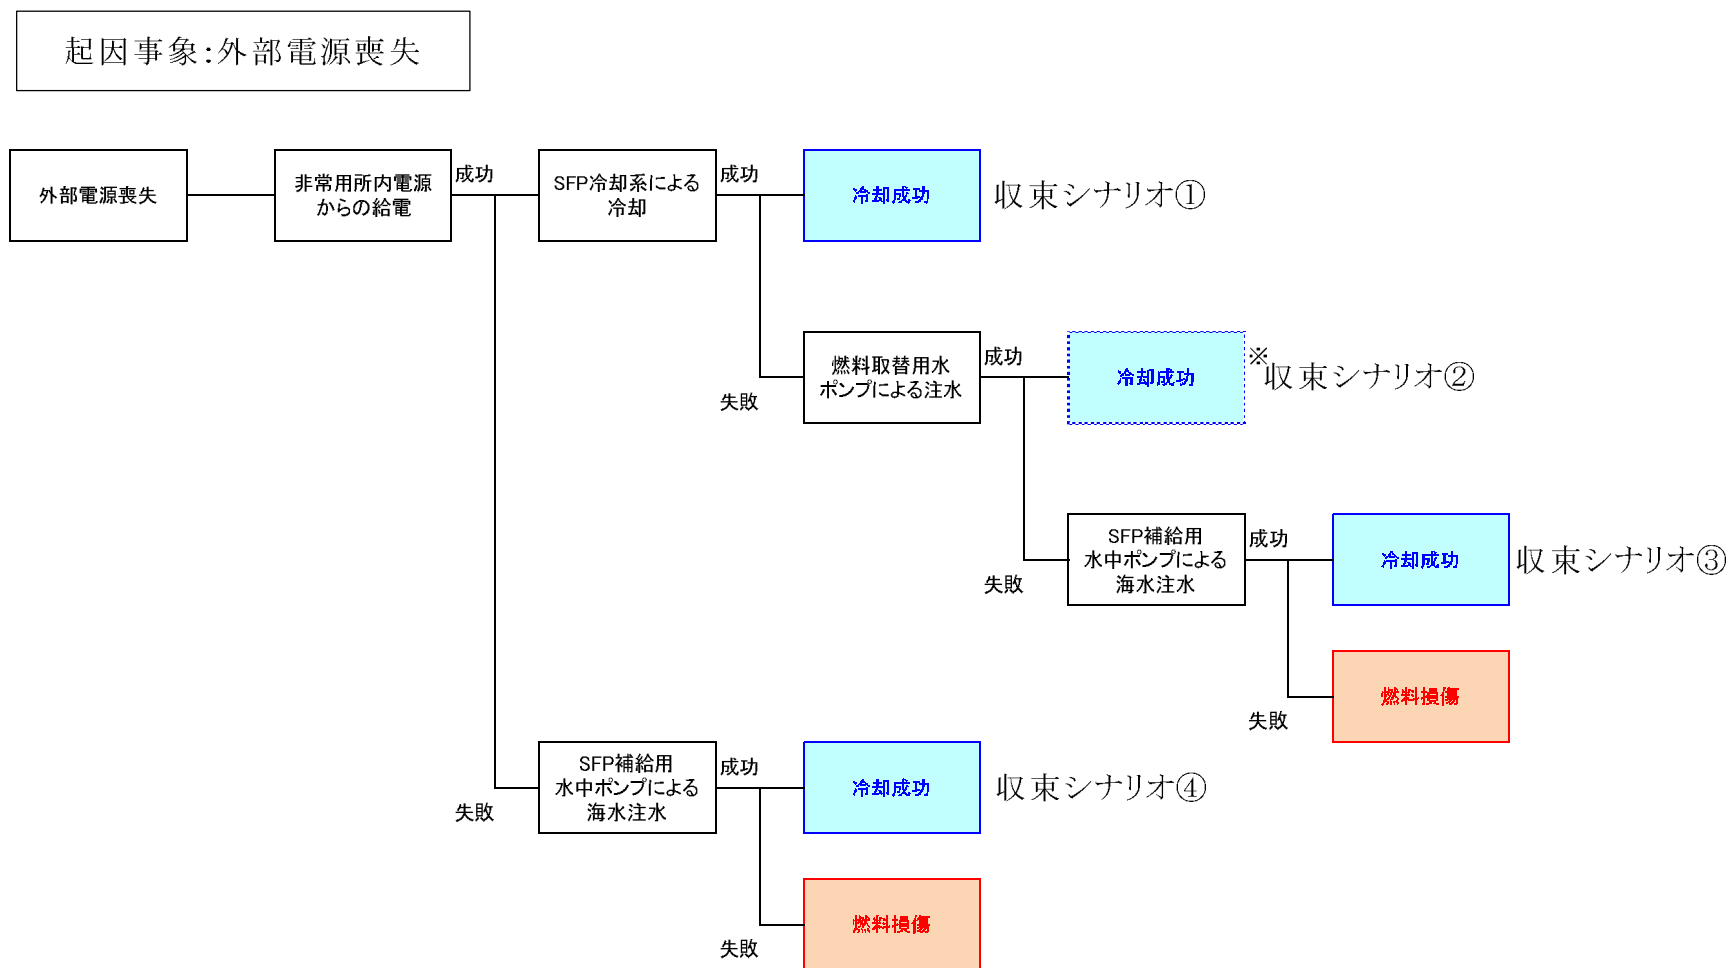 起因事象:外部電源喪失
外部電源喪失
非常用所内電源
からの給電
成功
SFP冷却系による
冷却
成功
冷却成功
収束シナリオ①
失敗
燃料取替用水
ポンプによる注水
成功
冷却成功
※
収束シナリオ②
失敗
SFP補給用
水中ポンプによる
海水注水
成功
冷却成功
収束シナリオ③
失敗
燃料損傷
失敗
SFP補給用
水中ポンプによる
海水注水
成功
冷却成功
収束シナリオ④
失敗
燃料損傷